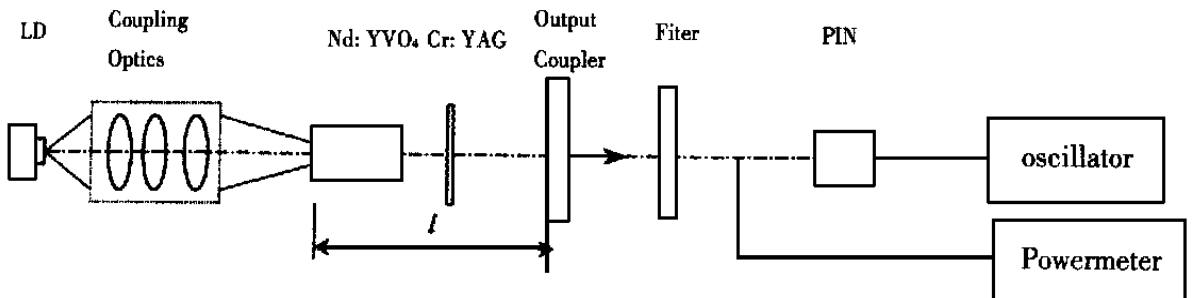 LD
Coupling
Optics
Nd: YVO₄ Cr: YAG
Output
Coupler
Fiter
PIN
oscillator
Powermeter
l